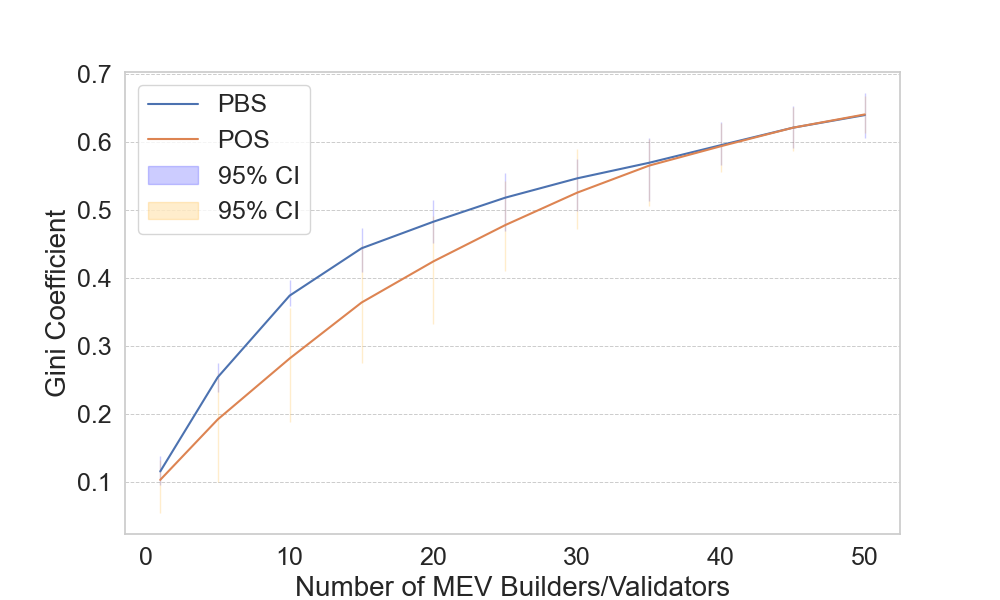 0.7
0.6
0.5
0.4
0.3
0.2
0.1
Gini Coefficient
PBS
POS
95% CI
95% CI
0 10 20 30 40 50
Number of MEV Builders/Validators